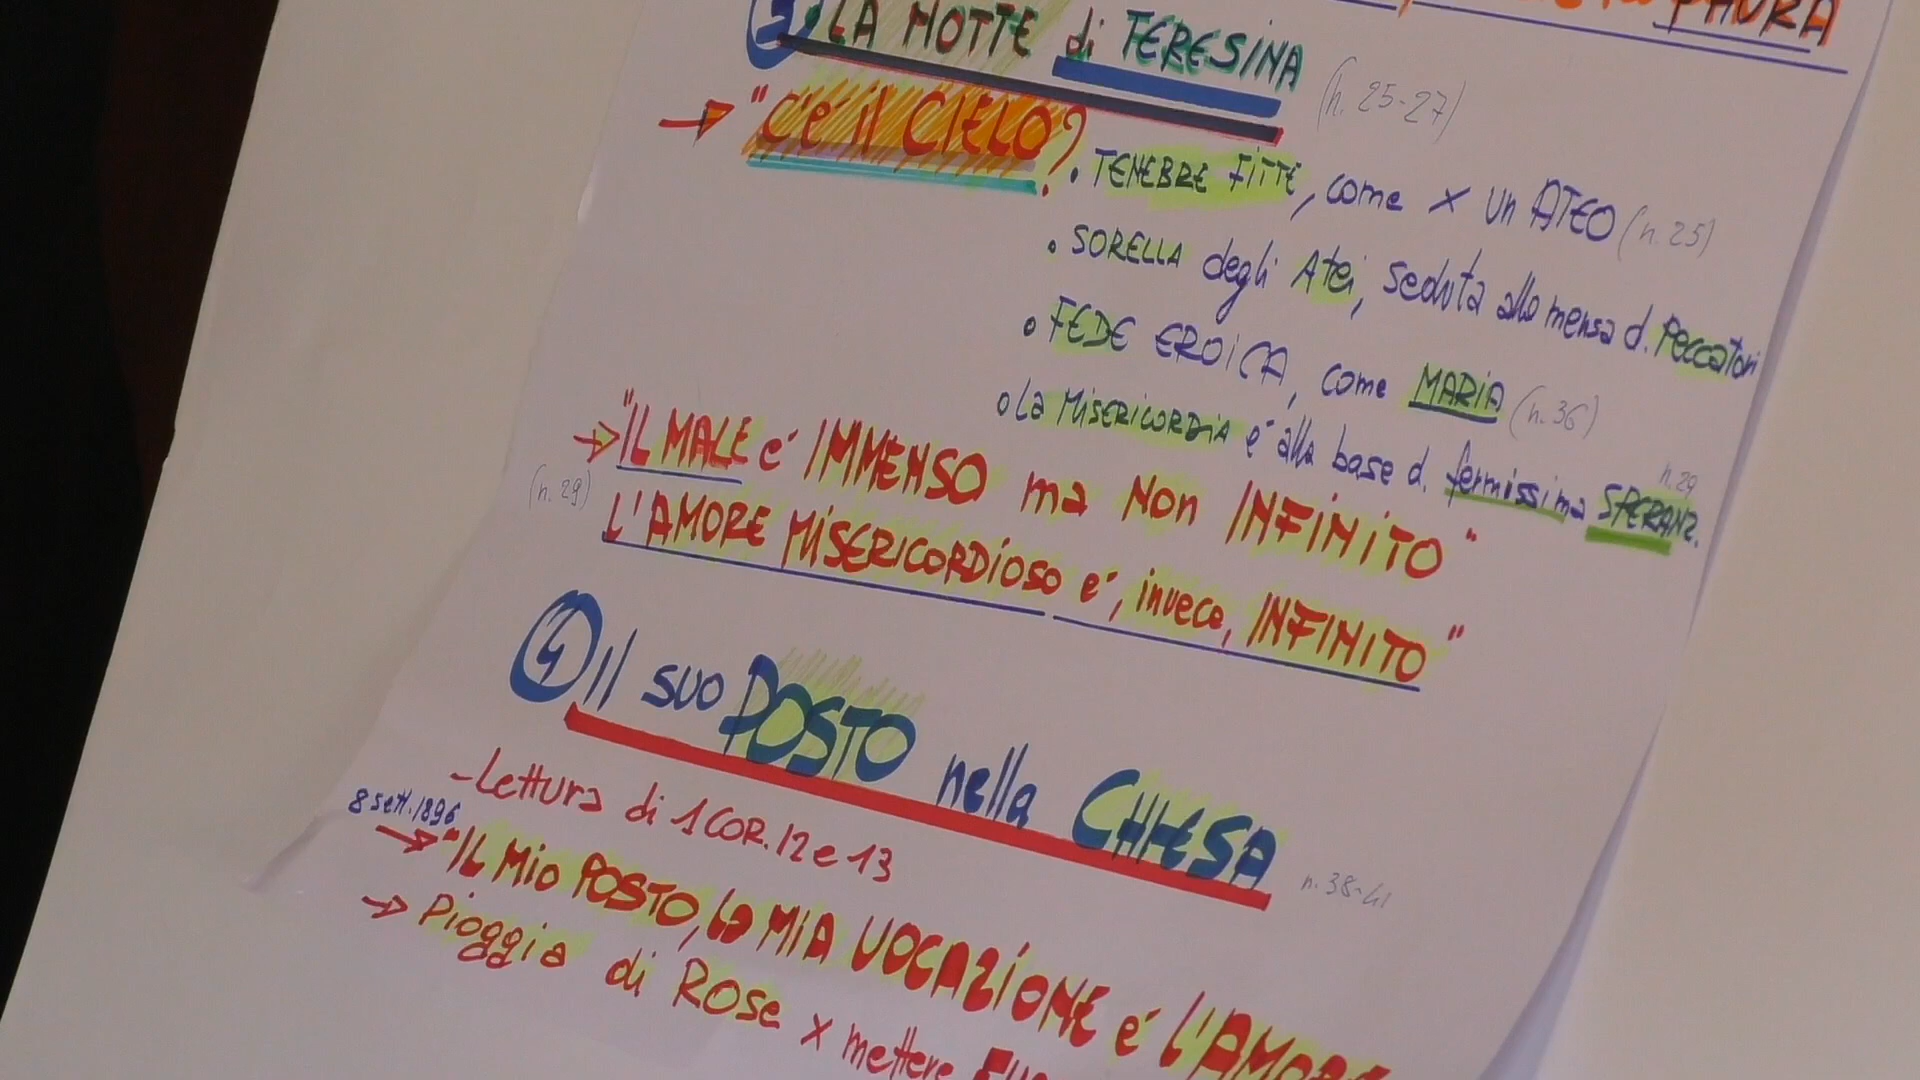 PAURA
3 LA NOTTE di TERESINA (n. 25-27)
→ "C'é il CIELO?
• TENEBRE FITTE, come x un ATEO (n. 25)
• SORELLA degli Atei, seduta alla mensa d. Peccatori
• FEDE EROICA, come MARIA (n. 36)
• La MISERICORDIA é alla base d. fermissima SPERANZ. n. 29
→ "IL MALE é IMMENSO ma Non INFINITO"
(n. 29) L'AMORE MISERICORDIOSO é, invece, INFINITO"
4 Il suo POSTO nella CHIESA n. 38-41
- Lettura di 1 COR. 12 e 13
8 sett. 1896
→ "IL Mio POSTO, la MIA VOCAZIONE é L'AMORE
→ Pioggia di Rose x mettere